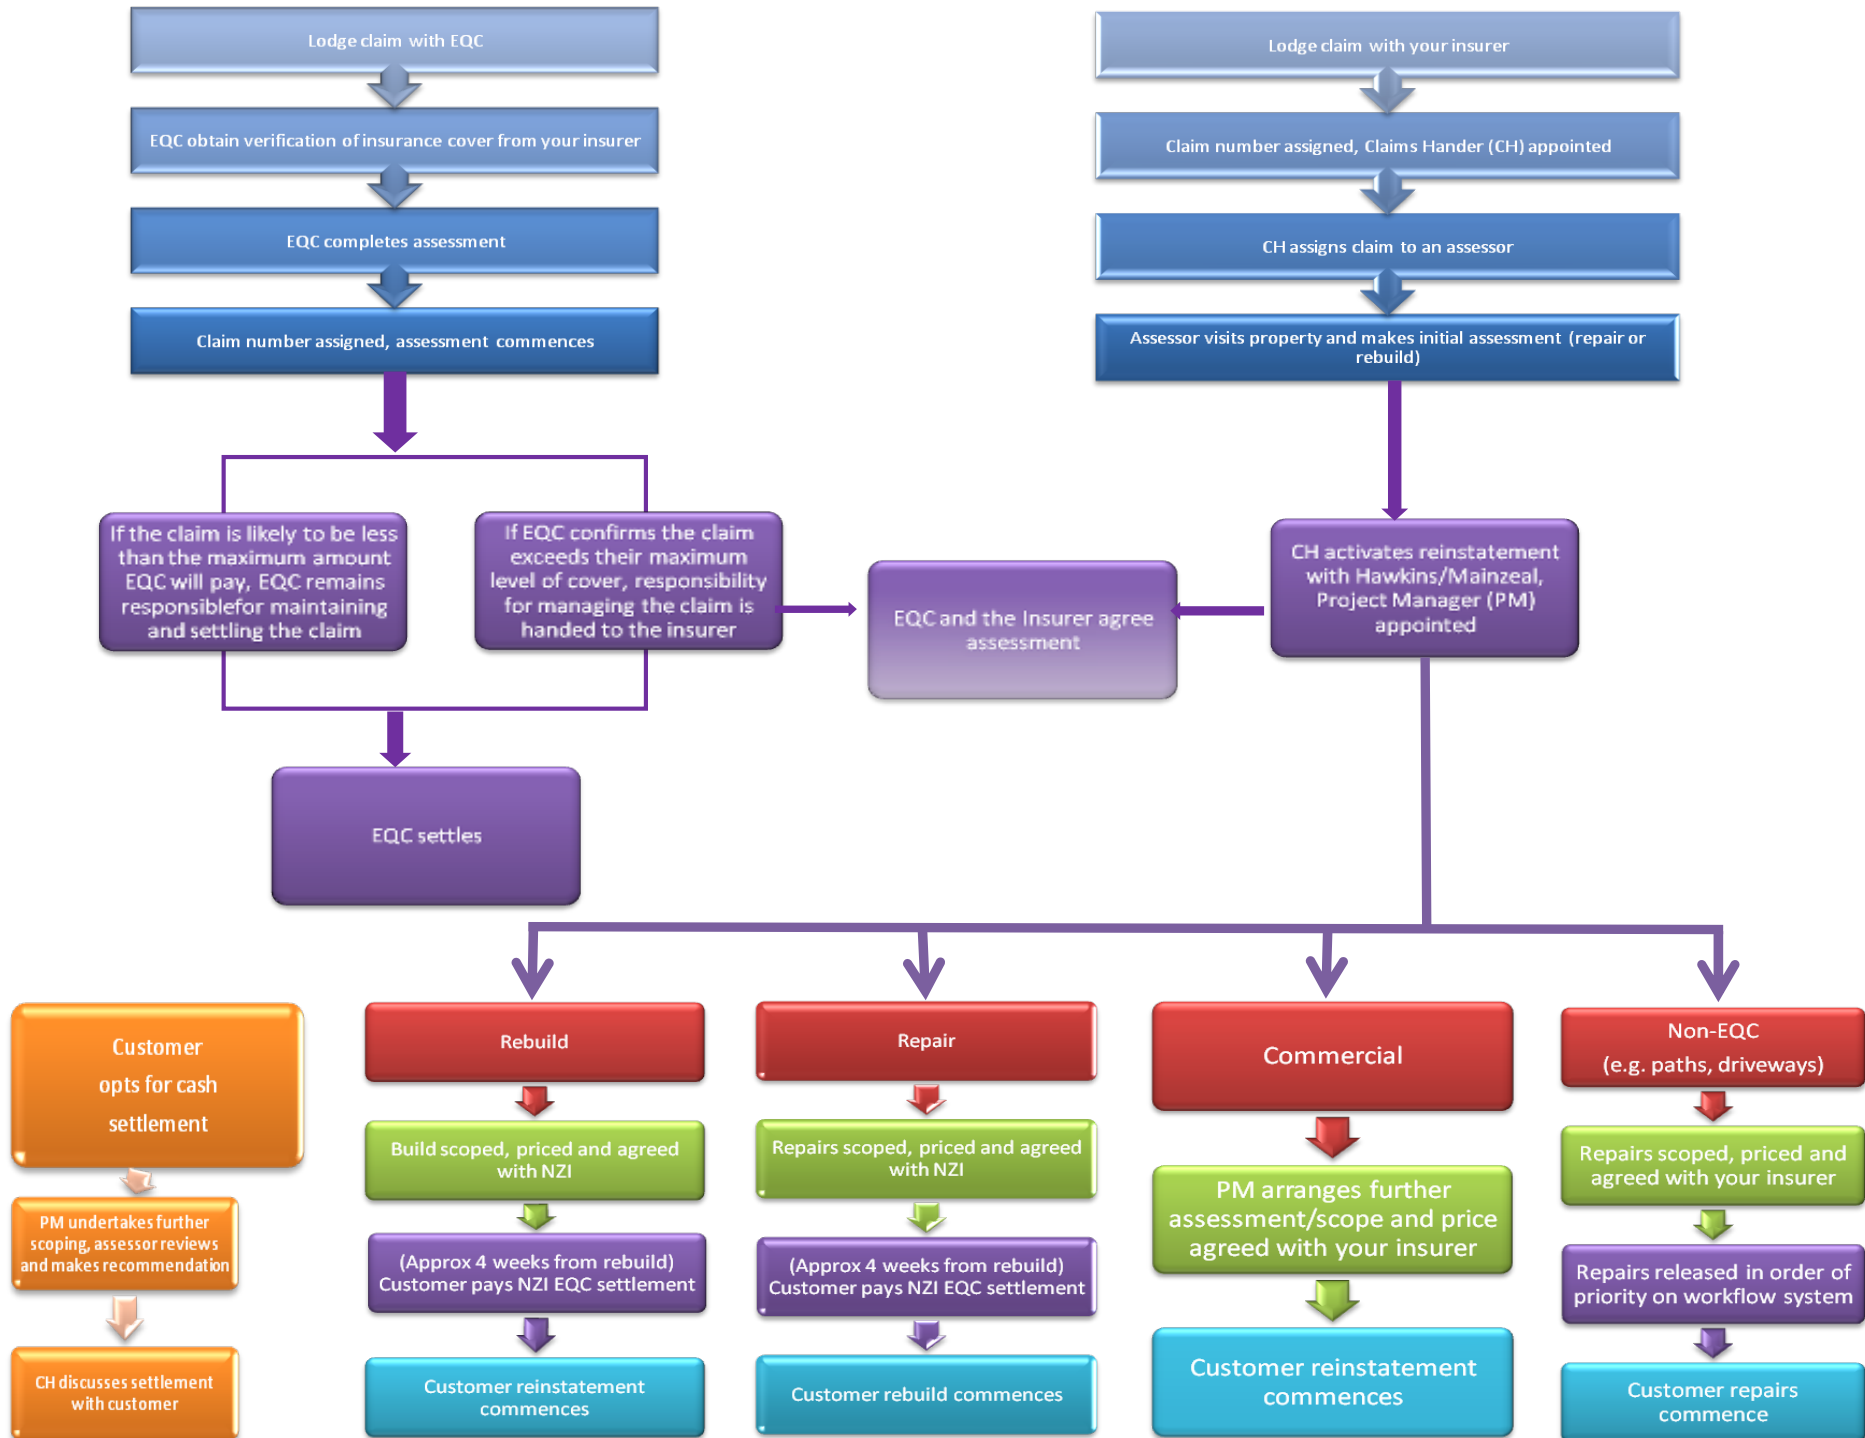 Lodge claim with EQC
EQC obtain verification of insurance cover from your insurer
EQC completes assessment
Claim number assigned, assessment commences
Lodge claim with your insurer
Claim number assigned, Claims Hander (CH) appointed
CH assigns claim to an assessor
Assessor visits property and makes initial assessment (repair or
rebuild)
If the claim is likely to be less
than the maximum amount
EQC will pay, EQC remains
responsiblefor maintaining
and settling the claim
If EQC confirms the claim
exceeds their maximum
level of cover, responsibility
for managing the claim is
handed to the insurer
EQC and the Insurer agree
assessment
CH activates reinstatement
with Hawkins/Mainzeal,
Project Manager (PM)
appointed
EQC settles
Customer
opts for cash
settlement
PM undertakes further
scoping, assessor reviews
and makes recommendation
CH discusses settlement
with customer
Rebuild
Build scoped, priced and agreed
with NZI
(Approx 4 weeks from rebuild)
Customer pays NZI EQC settlement
Customer reinstatement
commences
Repair
Repairs scoped, priced and agreed
with NZI
(Approx 4 weeks from rebuild)
Customer pays NZI EQC settlement
Customer rebuild commences
Commercial
PM arranges further
assessment/scope and price
agreed with your insurer
Customer reinstatement
commences
Non-EQC
(e.g. paths, driveways)
Repairs scoped, priced and
agreed with your insurer
Repairs released in order of
priority on workflow system
Customer repairs
commence